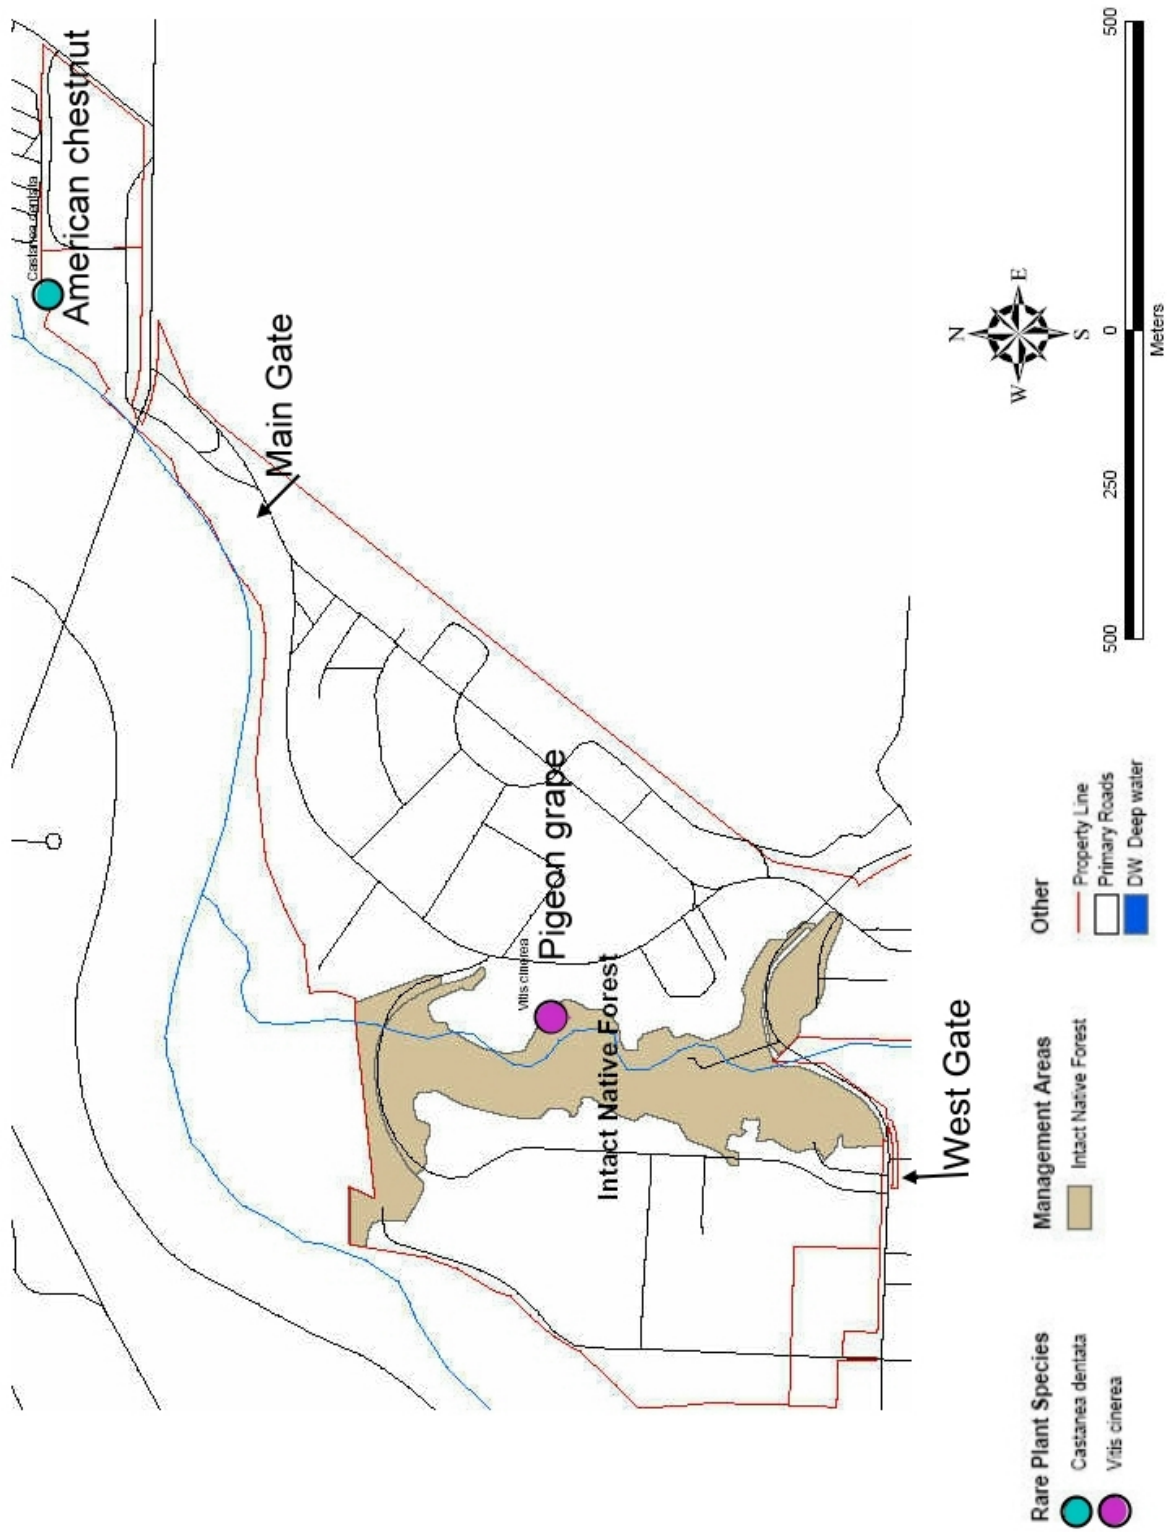 Castanea dentata
American chestnut
Main Gate
Vitis cinerea
Pigeon grape
Intact Native Forest
West Gate
N
W
E
S
500
250
0
500
Meters
Rare Plant Species
Castanea dentata
Vitis cinerea
Management Areas
Intact Native Forest
Other
Property Line
Primary Roads
DW Deep water